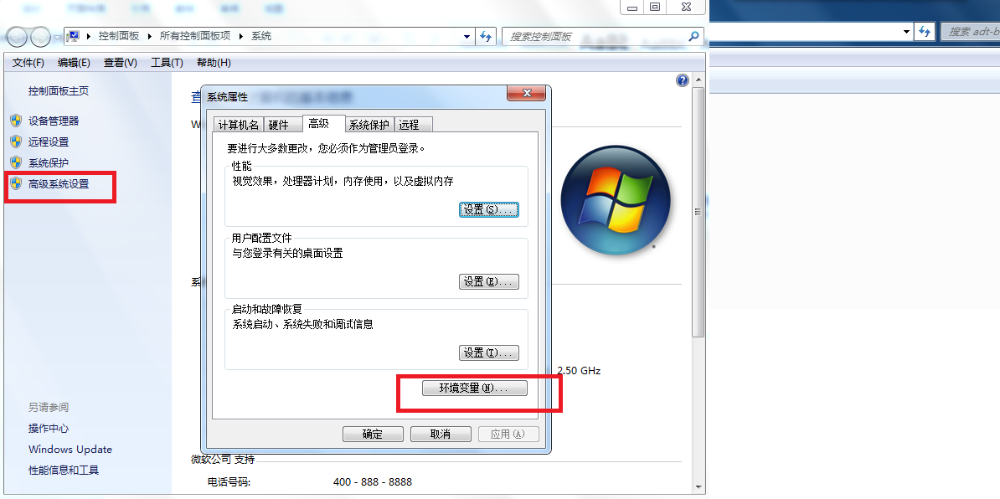 控制面板 ▸ 所有控制面板项 ▸ 系统
搜索控制面板
搜索 adt-b
文件(F) 编辑(E) 查看(V) 工具(T) 帮助(H)
控制面板主页
设备管理器
远程设置
系统保护
高级系统设置
另请参阅
操作中心
Windows Update
性能信息和工具
查
W
系
系统属性
计算机名 硬件 高级 系统保护 远程
要进行大多数更改，您必须作为管理员登录。
性能
视觉效果，处理器计划，内存使用，以及虚拟内存
设置(S)...
用户配置文件
与您登录有关的桌面设置
设置(E)...
启动和故障恢复
系统启动、系统失败和调试信息
设置(T)...
环境变量(N)...
确定 取消 应用(A)
2.50 GHz
微软公司 支持
电话号码: 400 - 888 - 8888